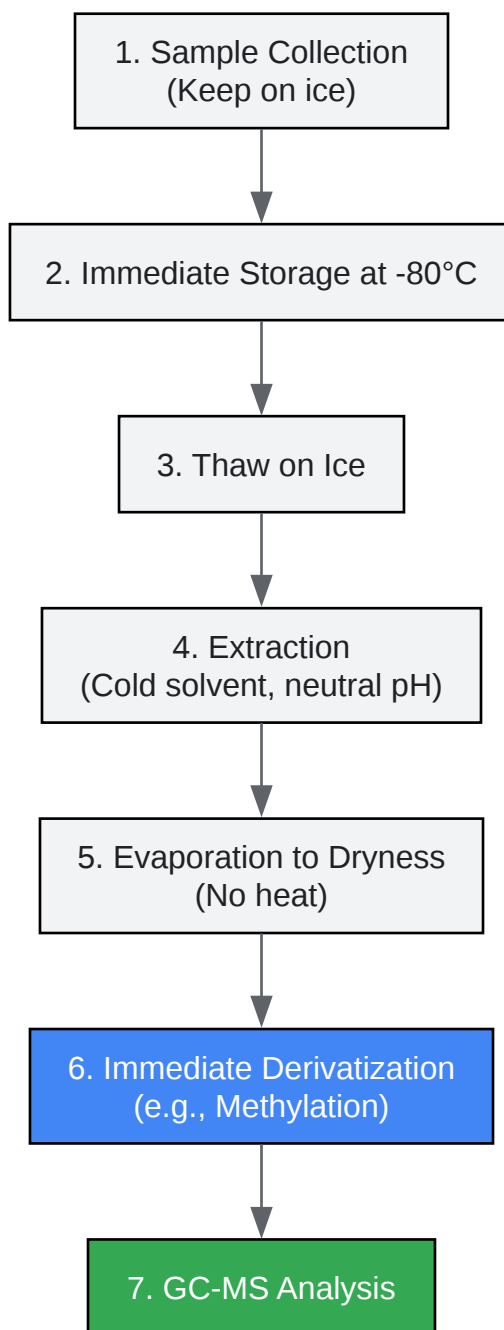 1. Sample Collection
(Keep on ice)
2. Immediate Storage at -80°C
3. Thaw on Ice
4. Extraction
(Cold solvent, neutral pH)
5. Evaporation to Dryness
(No heat)
6. Immediate Derivatization
(e.g., Methylation)
7. GC-MS Analysis